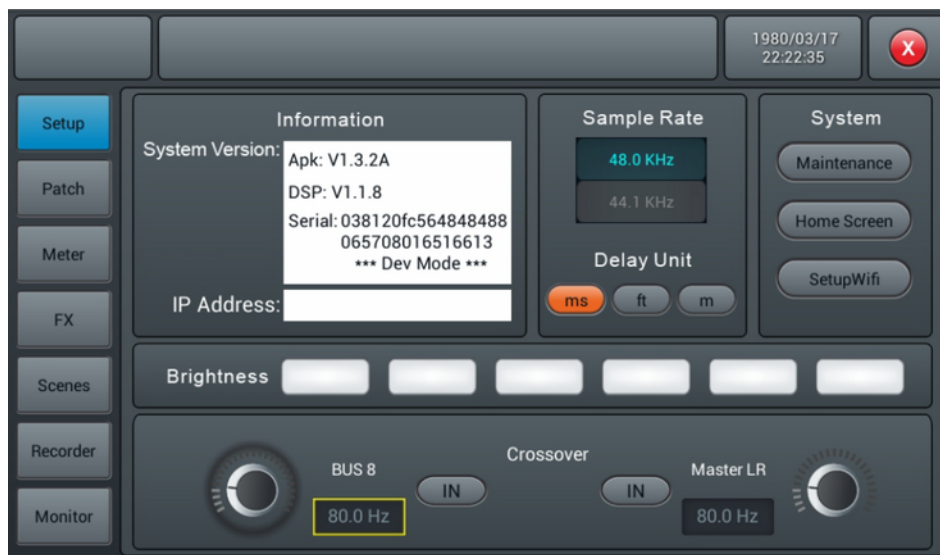 1980/03/17
22:22:35
X
Setup
Patch
Meter
FX
Scenes
Recorder
Monitor
Information
System Version:
Apk: V1.3.2A
DSP: V1.1.8
Serial: 038120fc564848488
065708016516613
*** Dev Mode ***
IP Address:
Sample Rate
48.0 KHz
44.1 KHz
Delay Unit
ms ft m
System
Maintenance
Home Screen
SetupWifi
Brightness
Crossover
BUS 8
80.0 Hz
IN
IN
Master LR
80.0 Hz